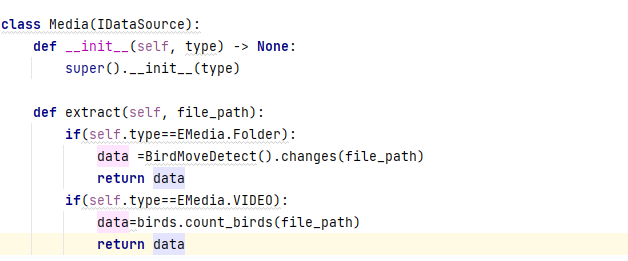 class Media(IDataSource):
    def __init__(self, type) -> None:
        super().__init__(type)

    def extract(self, file_path):
        if(self.type==EMedia.Folder):
            data =BirdMoveDetect().changes(file_path)
            return data
        if(self.type==EMedia.VIDEO):
            data=birds.count_birds(file_path)
            return data